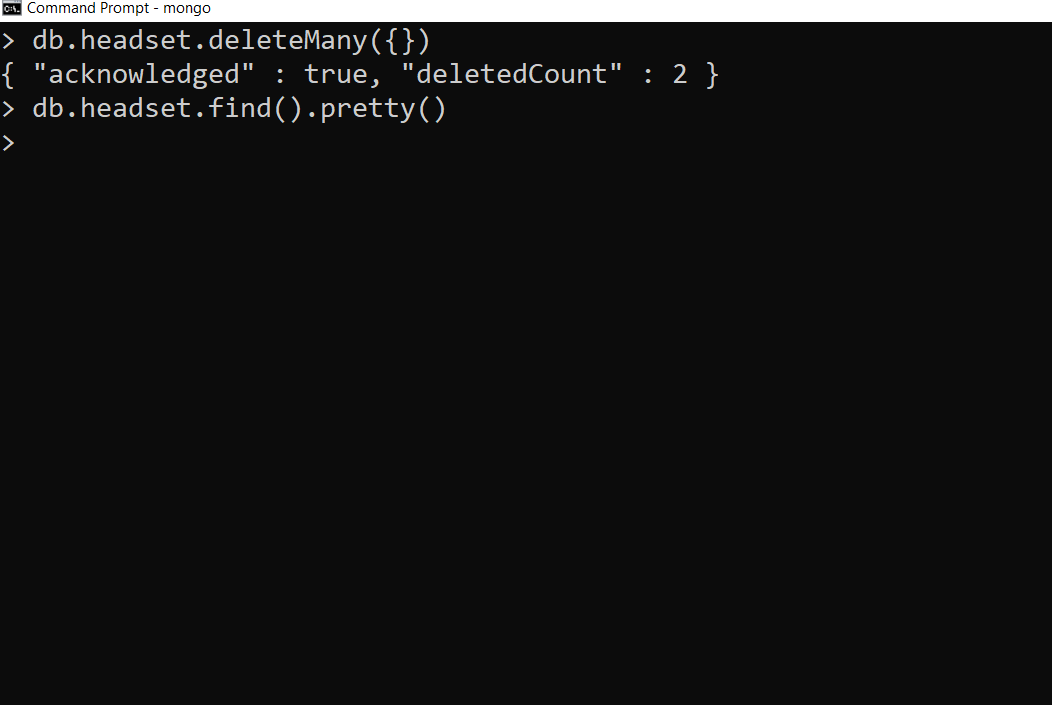 Command Prompt - mongo
> db.headset.deleteMany({})
{ "acknowledged" : true, "deletedCount" : 2 }
> db.headset.find().pretty()
>